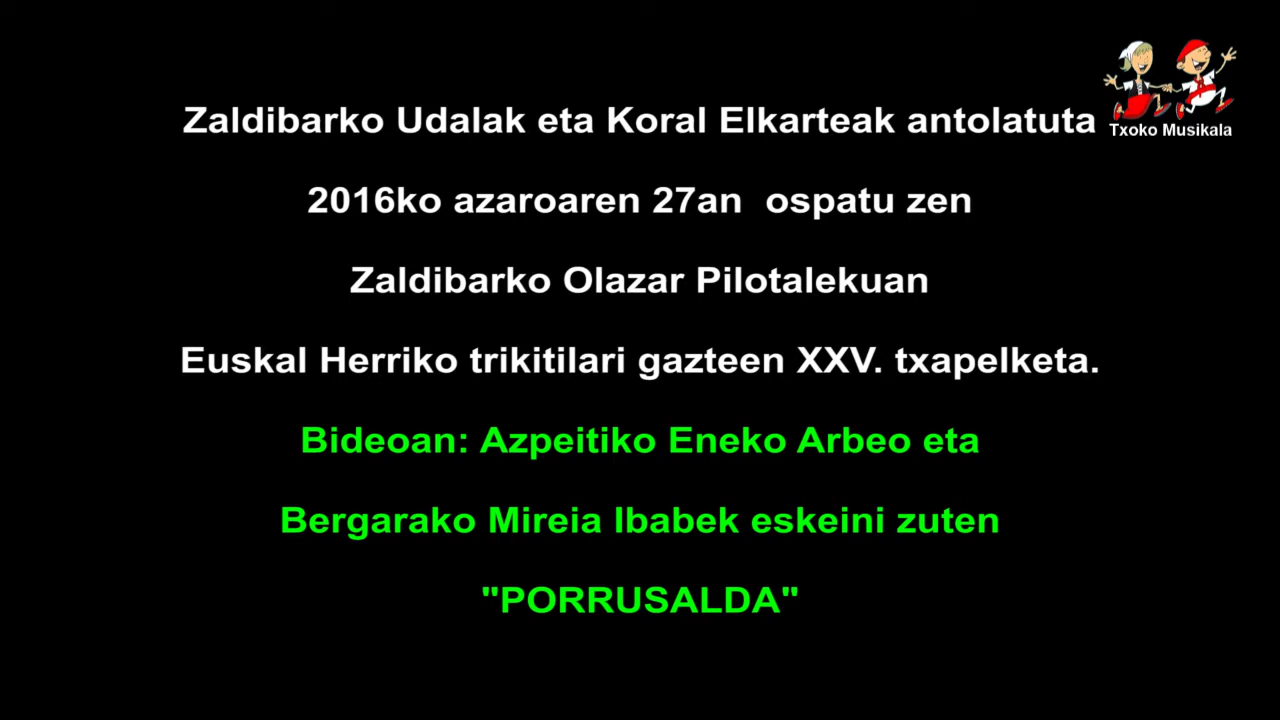 Zaldibarko Udalak eta Koral Elkarteak antolatuta
Txoko Musikala
2016ko azaroaren 27an  ospatu zen
Zaldibarko Olazar Pilotalekuan
Euskal Herriko trikitilari gazteen XXV. txapelketa.
Bideoan: Azpeitiko Eneko Arbeo eta
Bergarako Mireia Ibabek eskeini zuten
"PORRUSALDA"